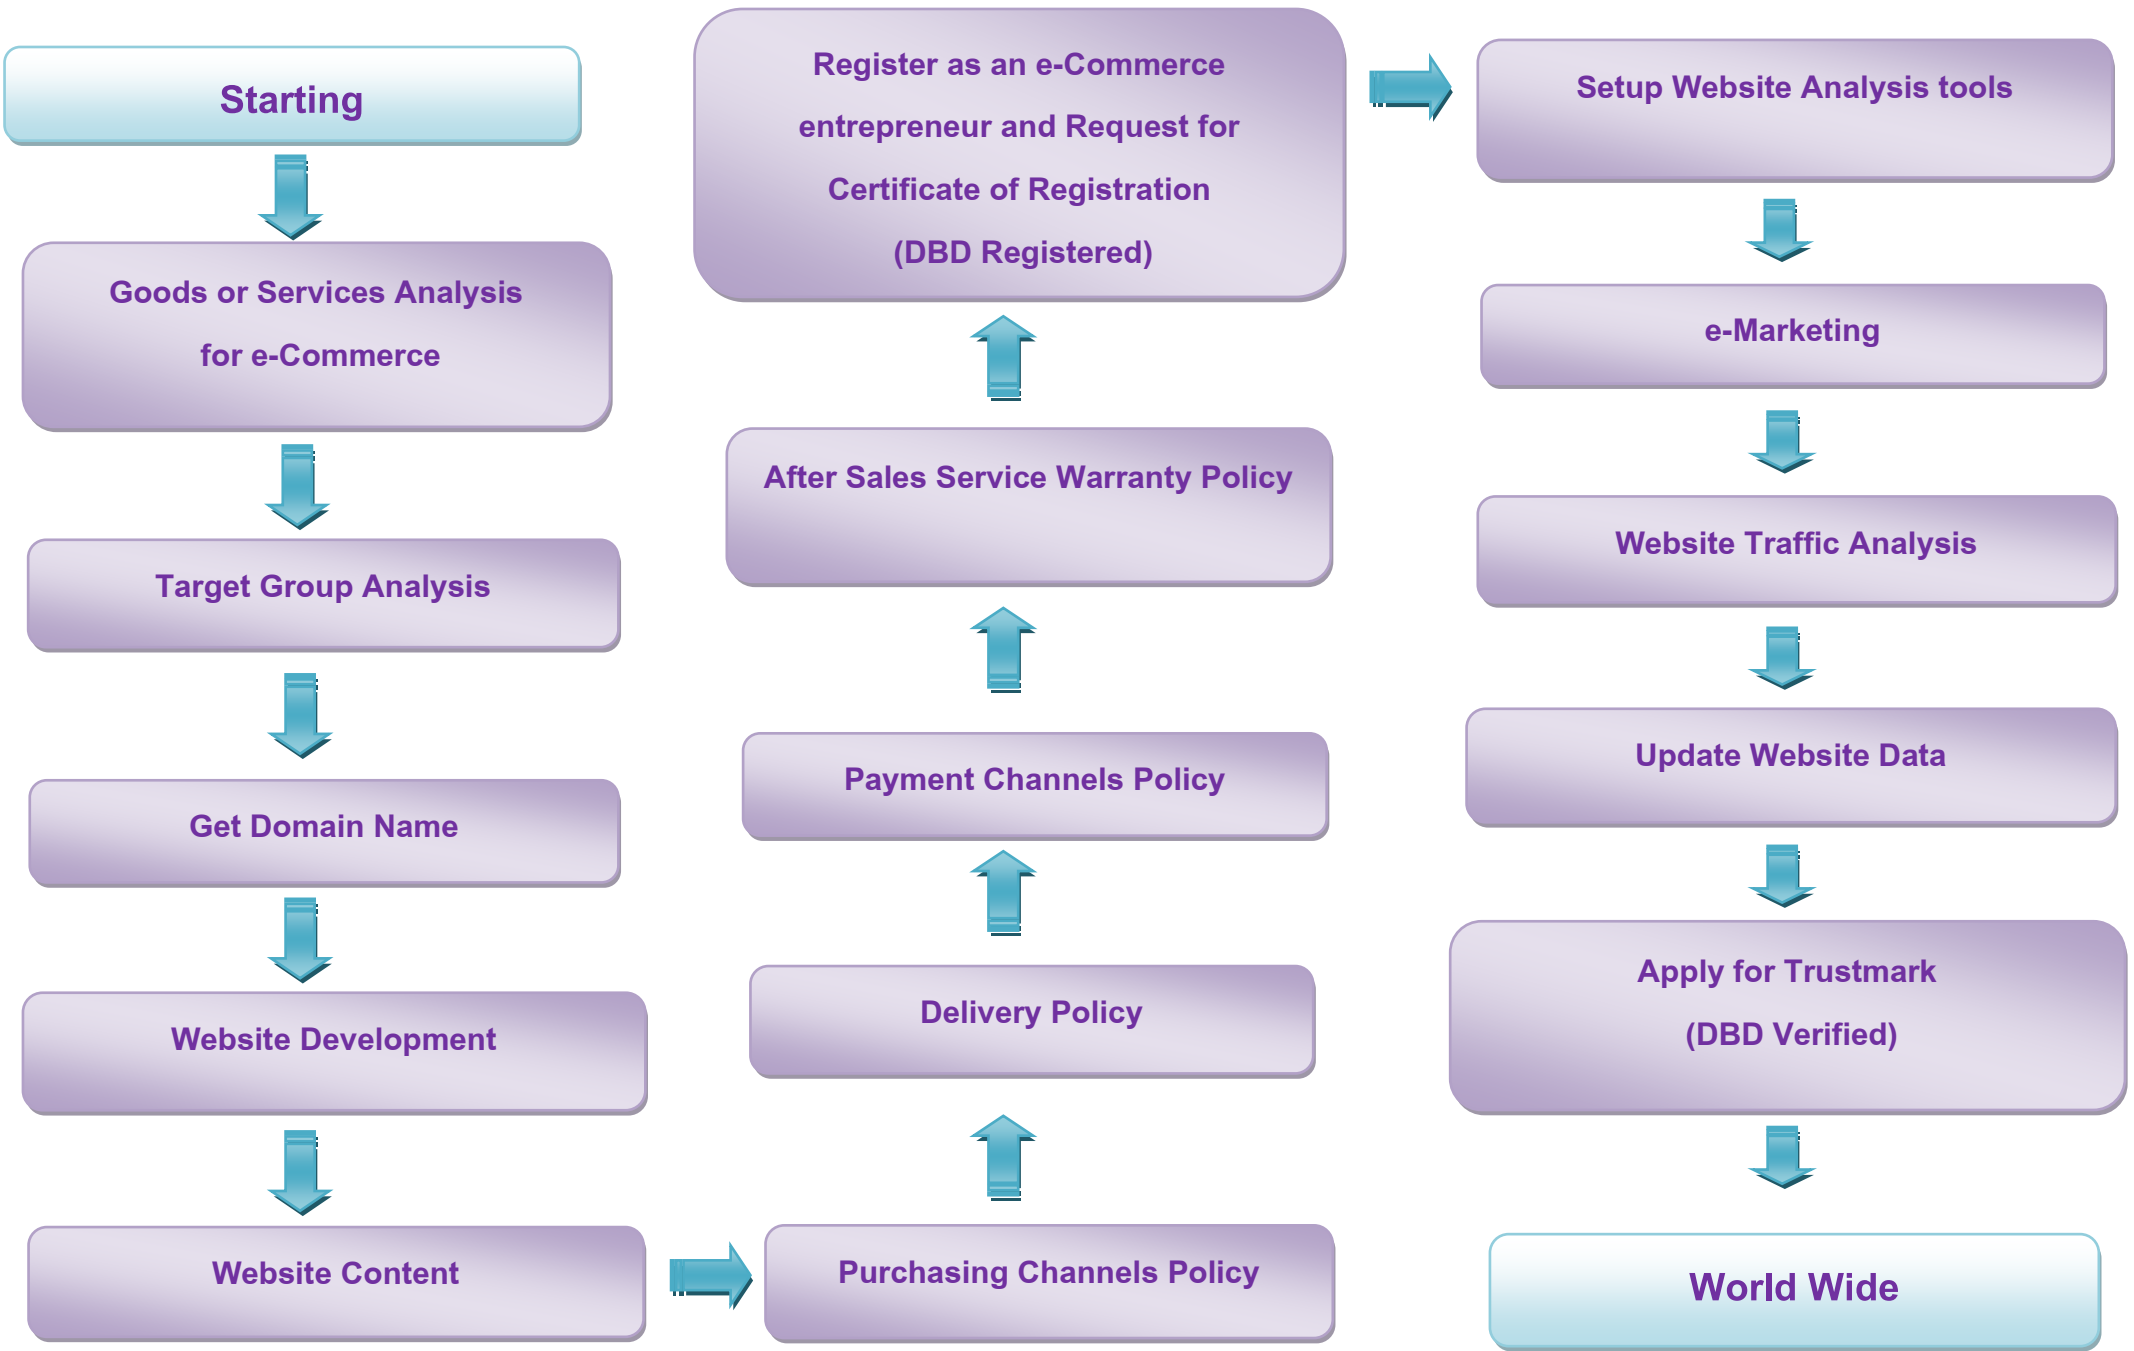 Starting
Goods or Services Analysis
for e-Commerce
Target Group Analysis
Get Domain Name
Website Development
Website Content
Purchasing Channels Policy
Delivery Policy
Payment Channels Policy
After Sales Service Warranty Policy
Register as an e-Commerce
entrepreneur and Request for
Certificate of Registration
(DBD Registered)
Setup Website Analysis tools
e-Marketing
Website Traffic Analysis
Update Website Data
Apply for Trustmark
(DBD Verified)
World Wide